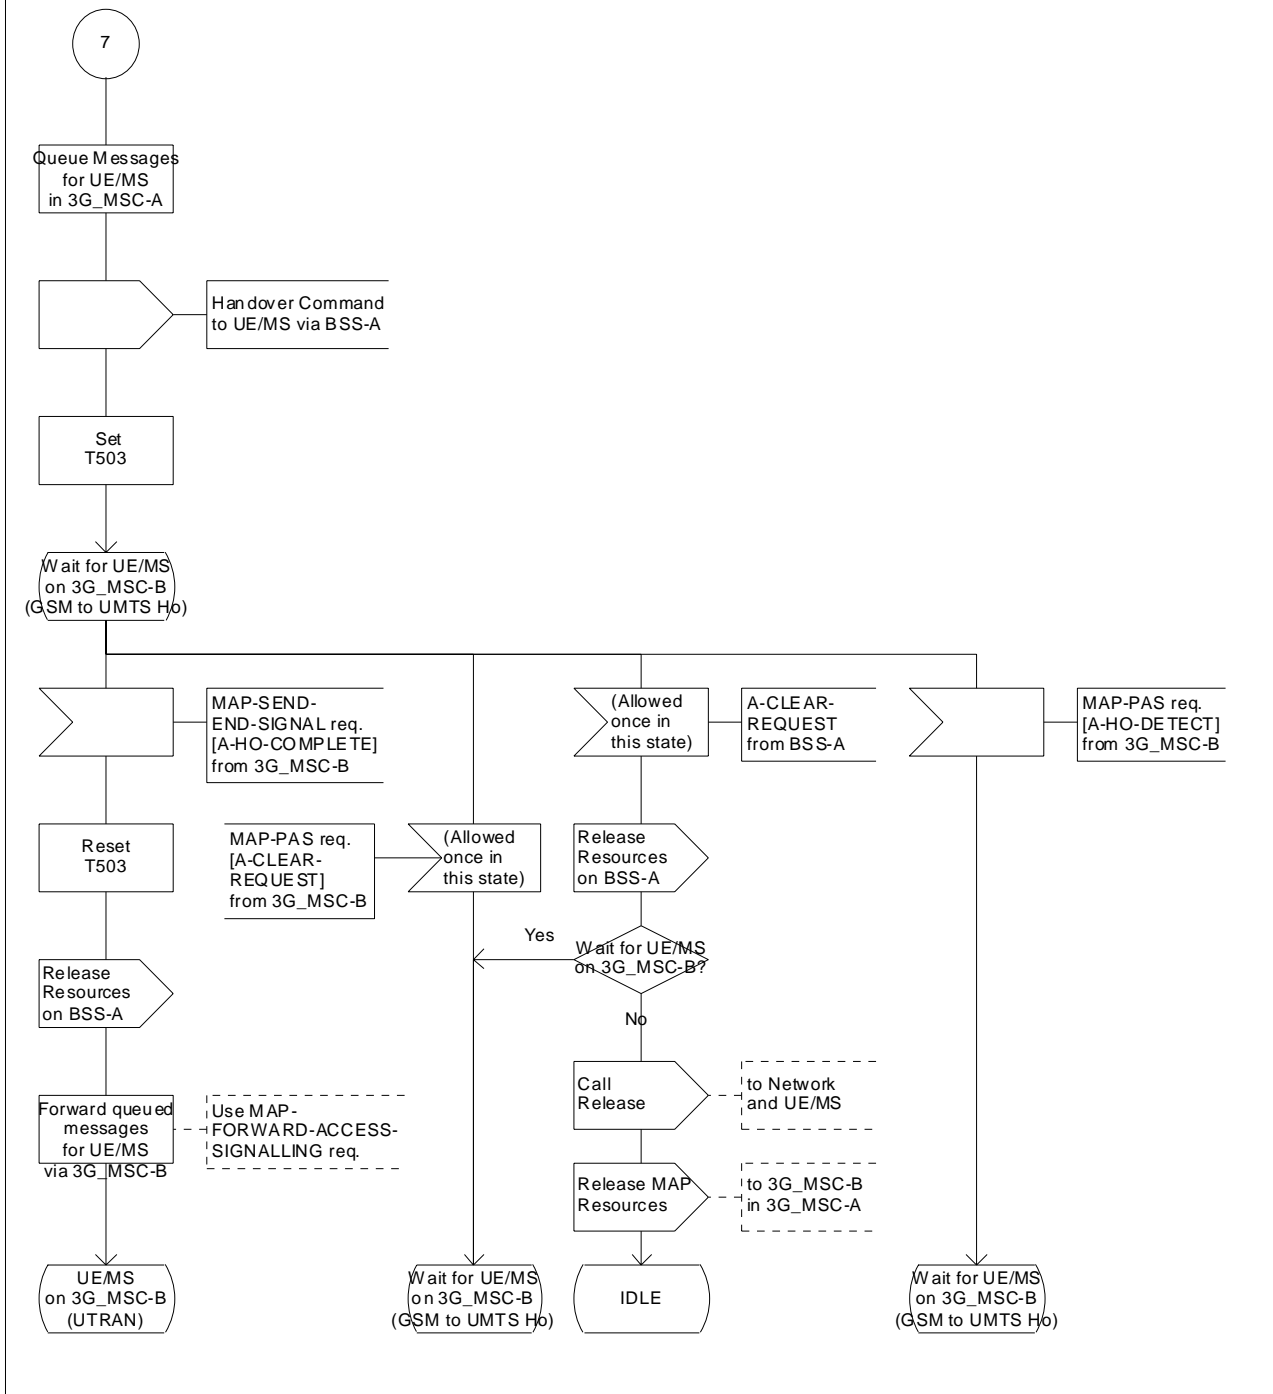 7
Queue Messages
for UE/MS
in 3G_MSC-A
Handover Command
to UE/MS via BSS-A
Set
T503
Wait for UE/MS
on 3G_MSC-B
(GSM to UMTS Ho)
MAP-SEND-
END-SIGNAL req.
[A-HO-COMPLETE]
from 3G_MSC-B
(Allowed
once in
this state)
A-CLEAR-
REQUEST
from BSS-A
MAP-PAS req.
[A-HO-DETECT]
from 3G_MSC-B
Reset
T503
MAP-PAS req.
[A-CLEAR-
REQUEST]
from 3G_MSC-B
(Allowed
once in
this state)
Release
Resources
on BSS-A
Yes
Wait for UE/MS
on 3G_MSC-B?
No
Release
Resources
on BSS-A
Call
Release
to Network
and UE/MS
Forward queued
messages
for UE/MS
via 3G_MSC-B
Use MAP-
FORWARD-ACCESS-
SIGNALLING req.
Release MAP
Resources
to 3G_MSC-B
in 3G_MSC-A
UE/MS
on 3G_MSC-B
(UTRAN)
Wait for UE/MS
on 3G_MSC-B
(GSM to UMTS Ho)
IDLE
Wait for UE/MS
on 3G_MSC-B
(GSM to UMTS Ho)